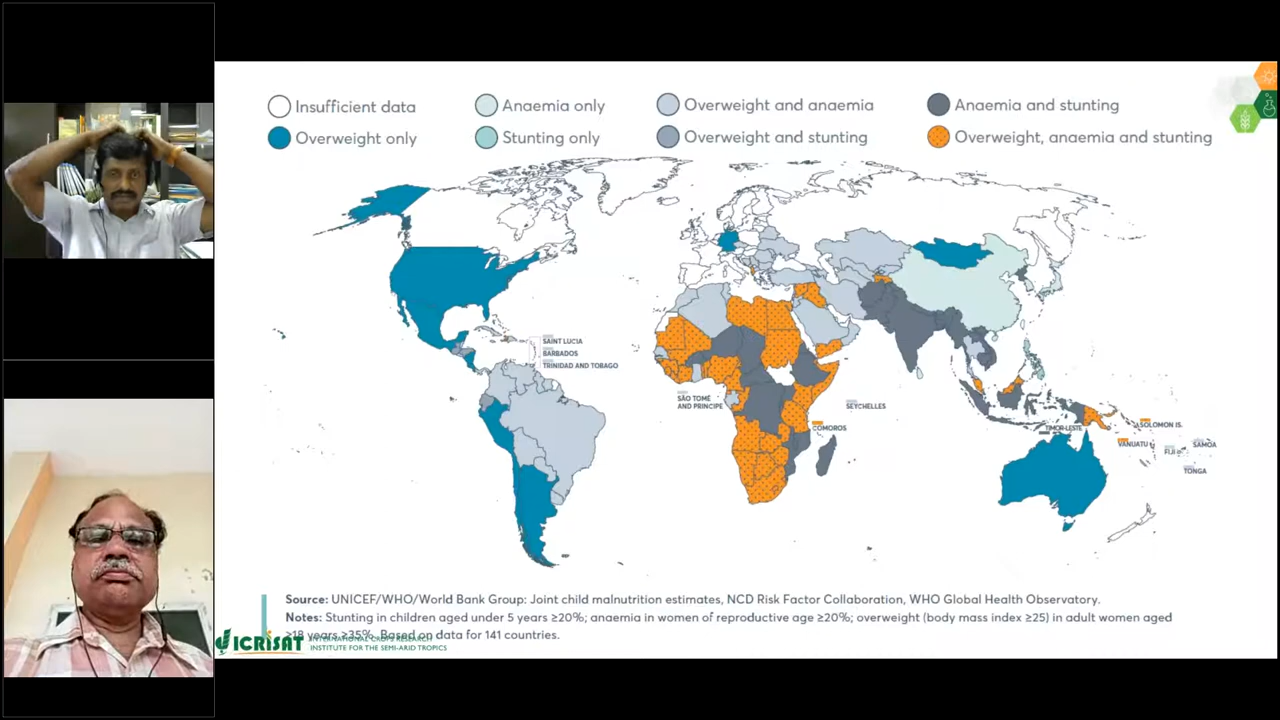 Insufficient data
Anaemia only
Overweight and anaemia
Anaemia and stunting
Overweight only
Stunting only
Overweight and stunting
Overweight, anaemia and stunting
SAINT LUCIA
BARBADOS
TRINIDAD AND TOBAGO
SÃO TOMÉ
AND PRINCIPE
SEYCHELLES
COMOROS
TIMOR-LESTE
SOLOMON IS.
VANUATU
FIJI
SAMOA
TONGA
Source: UNICEF/WHO/World Bank Group: Joint child malnutrition estimates, NCD Risk Factor Collaboration, WHO Global Health Observatory.
Notes: Stunting in children aged under 5 years ≥20%; anaemia in women of reproductive age ≥20%; overweight (body mass index ≥25) in adult women aged
≥18 years ≥35%. Based on data for 141 countries.
ICRISAT
INTERNATIONAL CROPS RESEARCH
INSTITUTE FOR THE SEMI-ARID TROPICS